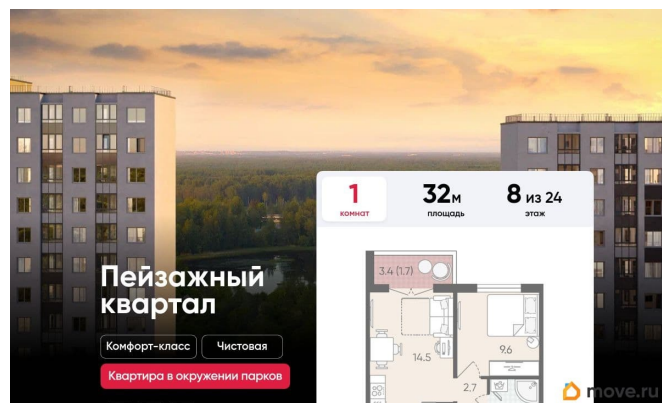 1
комнат
32м
площадь
8 из 24
этаж
Пейзажный
квартал
Комфорт-класс
Чистовая
Квартира в окружении парков
3.4 (1.7)
14.5
9.6
2.7
move.ru